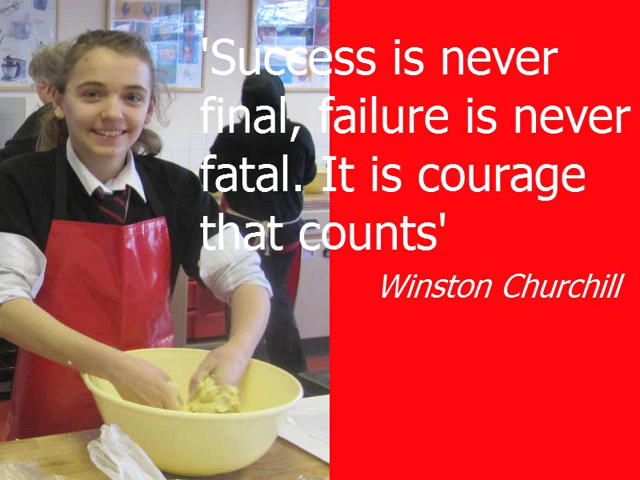 'Success is never
final, failure is never
fatal. It is courage
that counts'
Winston Churchill